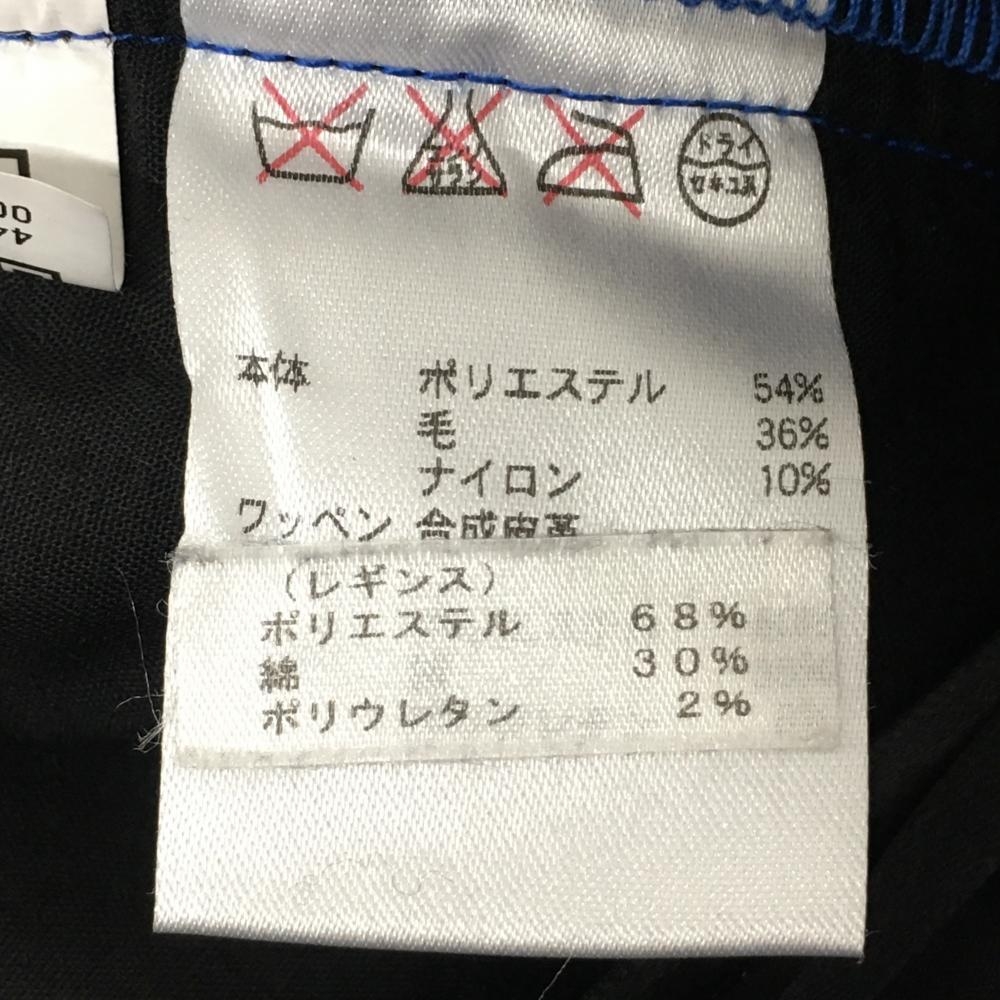 ドライ
セキユ系
本体 ポリエステル 54%
毛 36%
ナイロン 10%
ワッペン 合成皮革
(レギンス)
ポリエステル 68%
綿 30%
ポリウレタン 2%